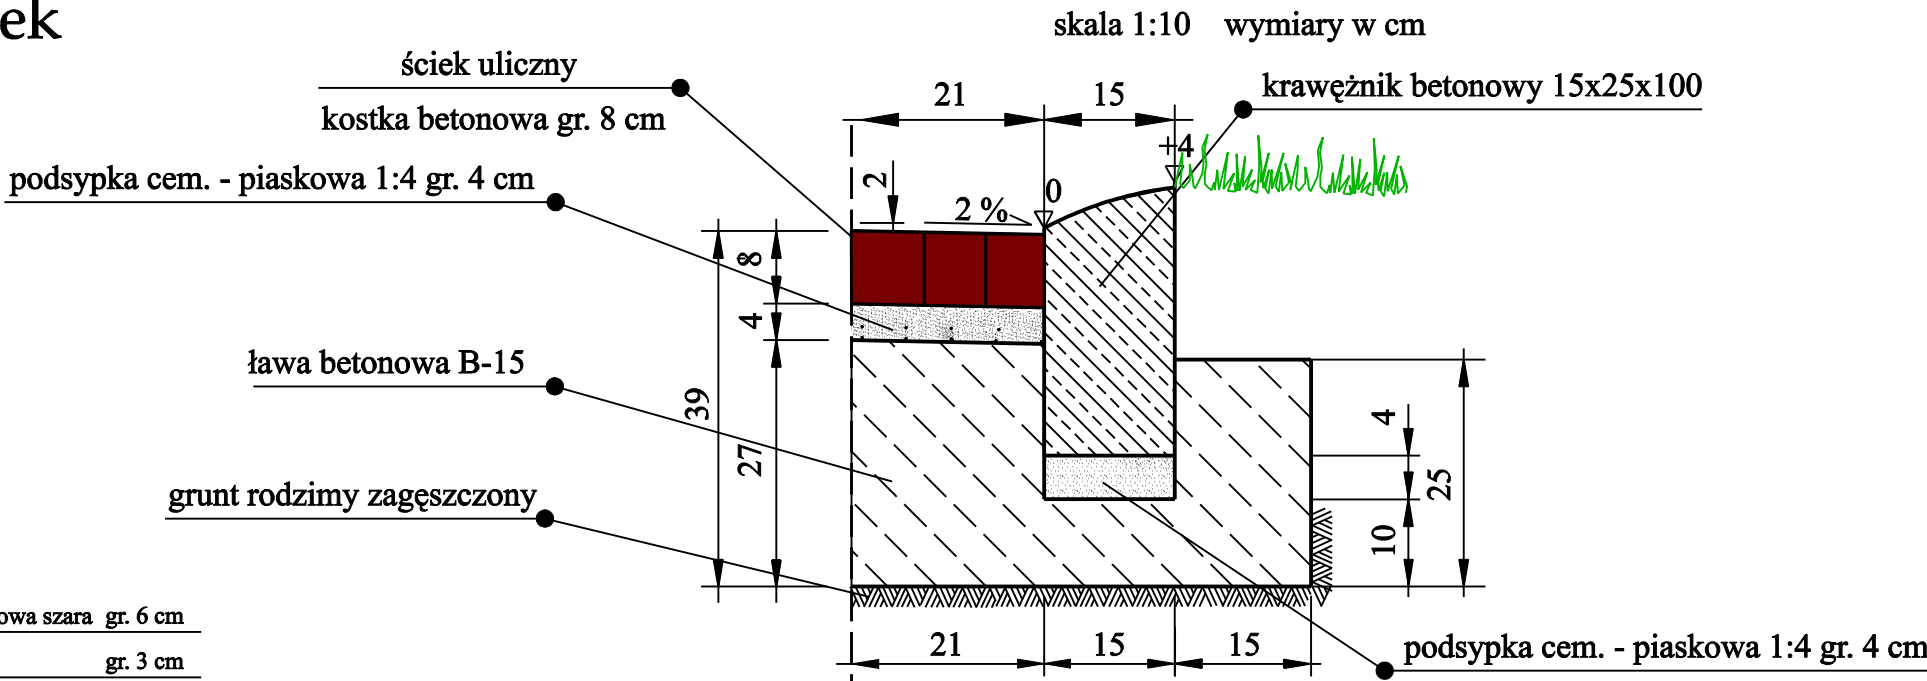 ek
skala 1:10 wymiary w cm
ściek uliczny
kostka betonowa gr. 8 cm
krawężnik betonowy 15x25x100
21
15
+4
podsypka cem. - piaskowa 1:4 gr. 4 cm
2
2 %
0
8
4
ława betonowa B-15
39
27
4
25
10
grunt rodzimy zagęszczony
owa szara gr. 6 cm
gr. 3 cm
21
15
15
podsypka cem. - piaskowa 1:4 gr. 4 cm